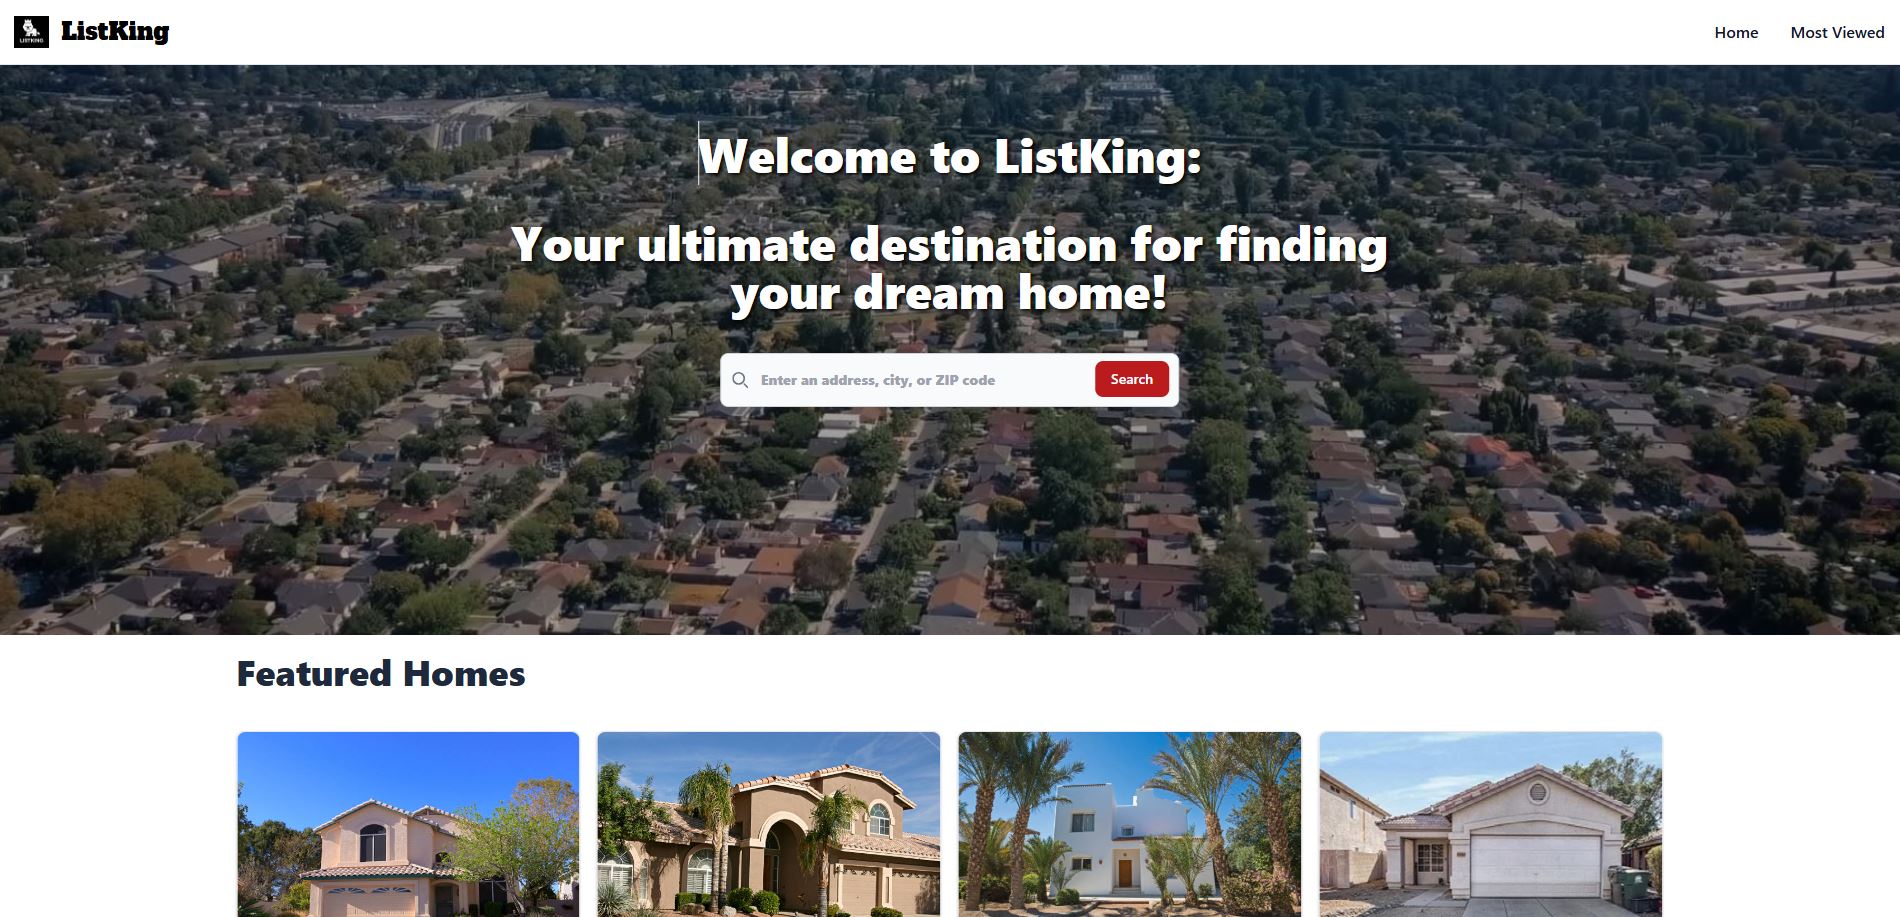 LISTKING
ListKing
Home
Most Viewed
Welcome to ListKing:
Your ultimate destination for finding
your dream home!
Enter an address, city, or ZIP code
Search
Featured Homes